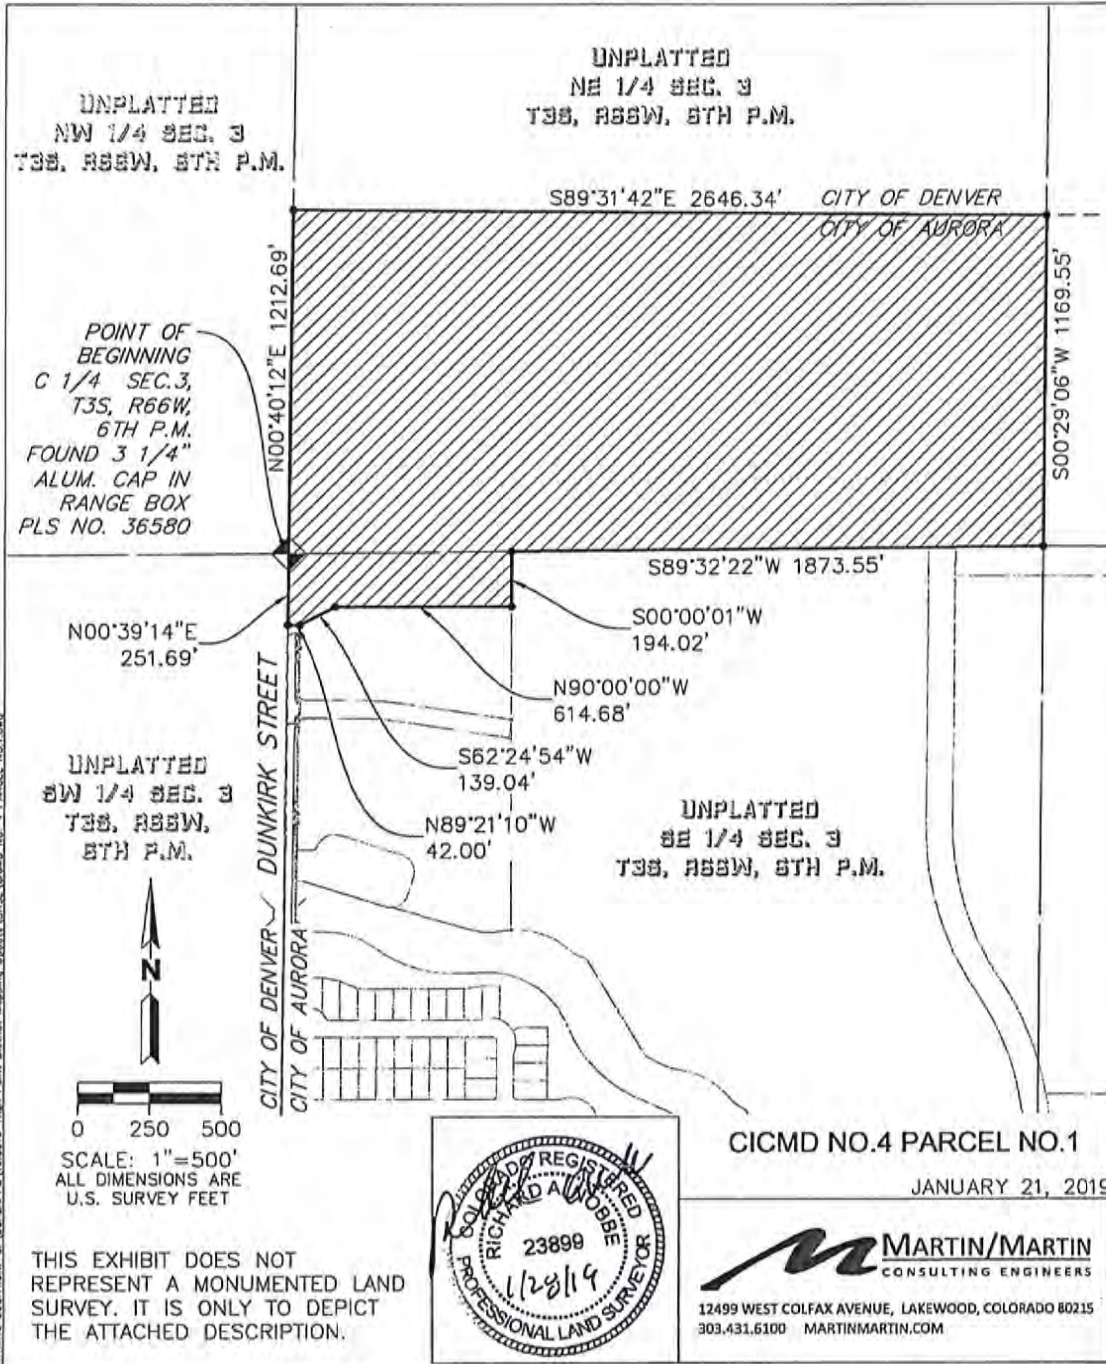 UNPLATTED
NW 1/4 SEC. 3
T3S, R66W, 6TH P.M.
UNPLATTED
NE 1/4 SEC. 3
T3S, R66W, 6TH P.M.
S89°31'42"E 2646.34'
CITY OF DENVER
CITY OF AURORA
N00°40'12"E 1212.69'
S00°29'06"W 1169.55'
POINT OF
BEGINNING
C 1/4 SEC.3,
T3S, R66W,
6TH P.M.
FOUND 3 1/4"
ALUM. CAP IN
RANGE BOX
PLS NO. 36580
S89°32'22"W 1873.55'
N00°39'14"E
251.69'
S00°00'01"W
194.02'
N90°00'00"W
614.68'
S62°24'54"W
139.04'
N89°21'10"W
42.00'
DUNKIRK STREET
CITY OF DENVER
CITY OF AURORA
UNPLATTED
SW 1/4 SEC. 3
T3S, R66W,
6TH P.M.
UNPLATTED
SE 1/4 SEC. 3
T3S, R66W, 6TH P.M.
N
0 250 500
SCALE: 1"=500'
ALL DIMENSIONS ARE
U.S. SURVEY FEET
THIS EXHIBIT DOES NOT
REPRESENT A MONUMENTED LAND
SURVEY. IT IS ONLY TO DEPICT
THE ATTACHED DESCRIPTION.
COLORADO REGISTERED
RICHARD A. NOBBE
23899
1/28/19
PROFESSIONAL LAND SURVEYOR
CICMD NO.4 PARCEL NO.1
JANUARY 21, 2019
MARTIN/MARTIN
CONSULTING ENGINEERS
12499 WEST COLFAX AVENUE, LAKEWOOD, COLORADO 80215
303.431.6100 MARTINMARTIN.COM